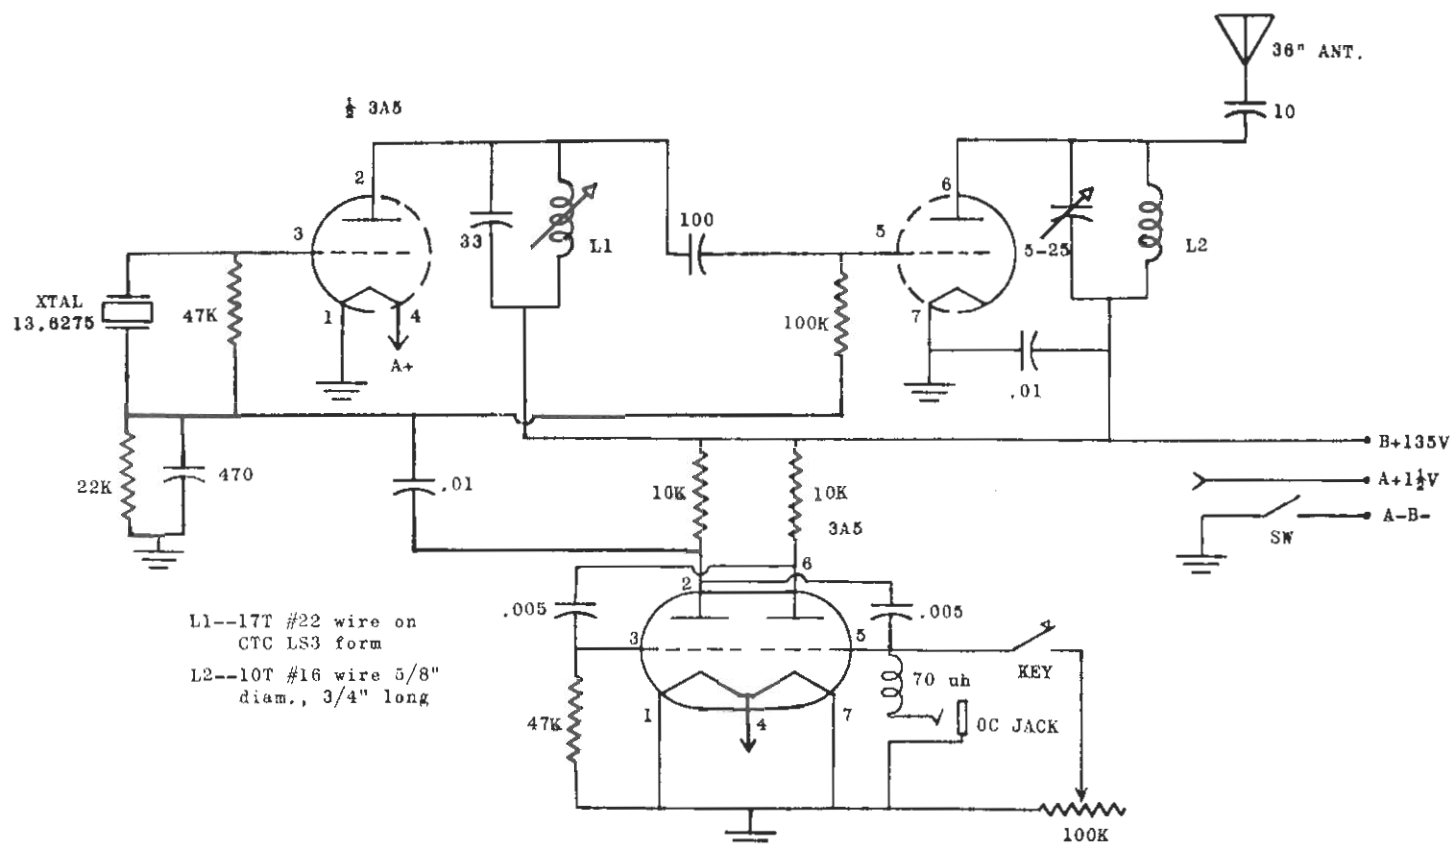 36" ANT.
10
½ 3A5
2
3
1
4
A+
33
L1
100
5
6
7
5-25
L2
XTAL
13.6275
47K
100K
.01
22K
470
.01
10K
10K
3A5
B+135V
A+1½V
A-B-
SW
L1--17T #22 wire on
CTC LS3 form
L2--10T #16 wire 5/8"
diam., 3/4" long
.005
2
6
.005
3
5
1
4
7
47K
70 uh
OC JACK
KEY
100K